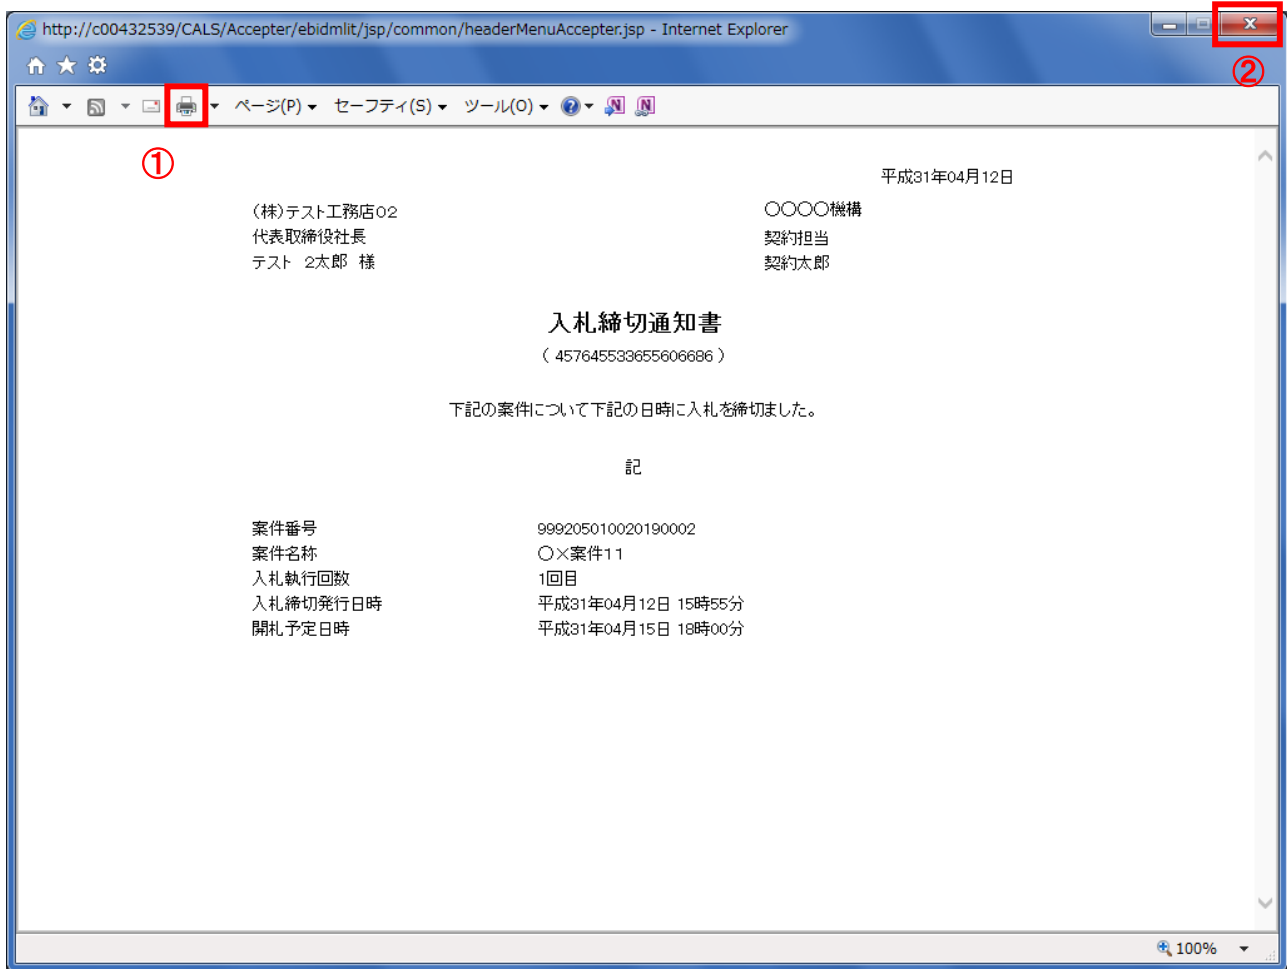 http://c00432539/CALS/Accepter/ebidmlit/jsp/common/headerMenuAccepter.jsp - Internet Explorer
②
ページ(P) セーフティ(S) ツール(O)
①
平成31年04月12日
(株)テスト工務店02
〇〇〇〇機構
代表取締役社長
契約担当
テスト 2太郎 様
契約太郎
入札締切通知書
( 457645533655606686 )
下記の案件について下記の日時に入札を締切ました。
記
案件番号 999205010020190002
案件名称 〇×案件11
入札執行回数 1回目
入札締切発行日時 平成31年04月12日 15時55分
開札予定日時 平成31年04月15日 18時00分
100%